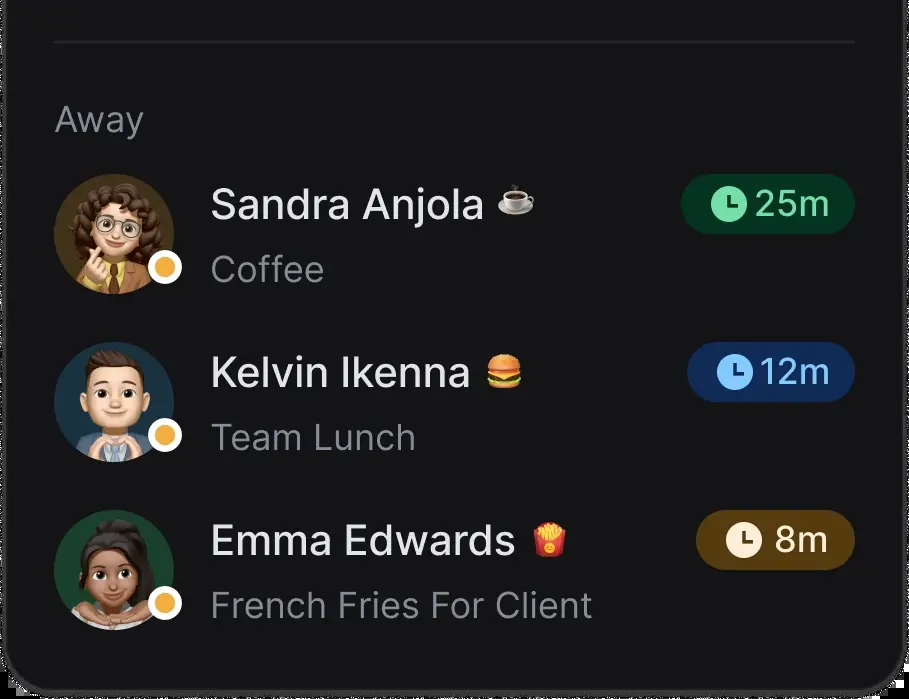 Away
Sandra Anjola ☕ 25m
Coffee
Kelvin Ikenna 🍔 12m
Team Lunch
Emma Edwards 🍟 8m
French Fries For Client